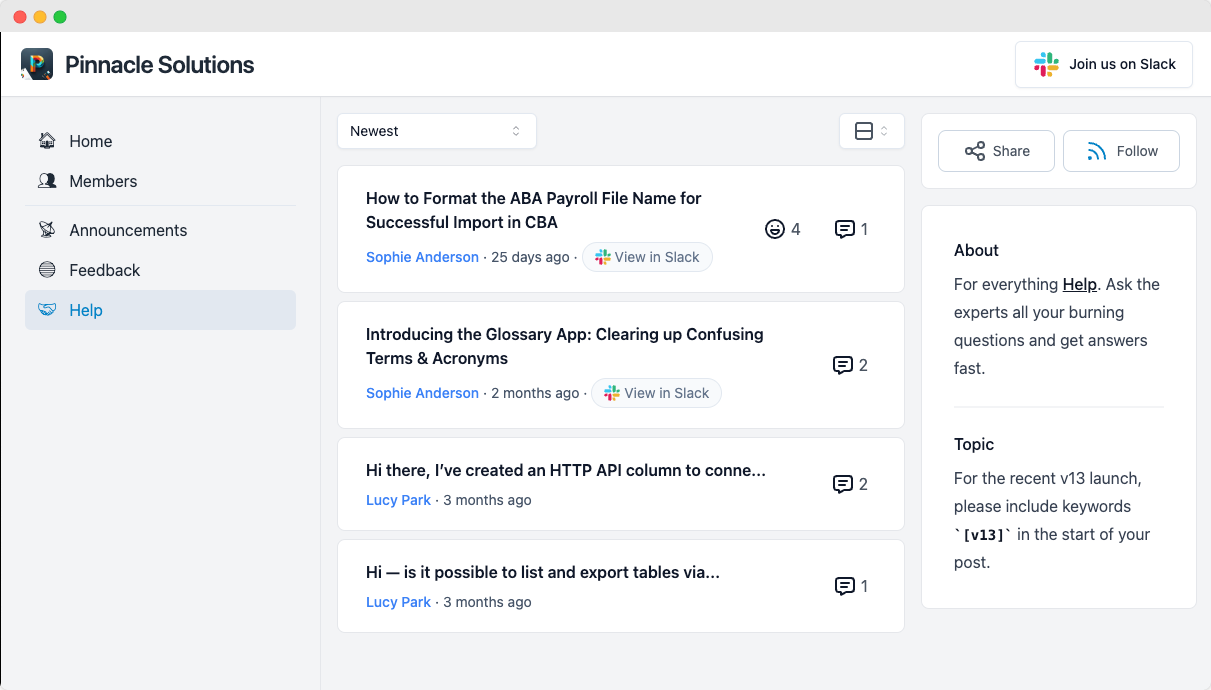 Pinnacle Solutions
Join us on Slack
Home
Members
Announcements
Feedback
Help
Newest
How to Format the ABA Payroll File Name for
Successful Import in CBA
Sophie Anderson · 25 days ago · View in Slack
4
1
Introducing the Glossary App: Clearing up Confusing
Terms & Acronyms
Sophie Anderson · 2 months ago · View in Slack
2
Hi there, I’ve created an HTTP API column to conne...
Lucy Park · 3 months ago
2
Hi — is it possible to list and export tables via...
Lucy Park · 3 months ago
1
Share
Follow
About
For everything Help. Ask the
experts all your burning
questions and get answers
fast.
Topic
For the recent v13 launch,
please include keywords
`[v13]` in the start of your
post.